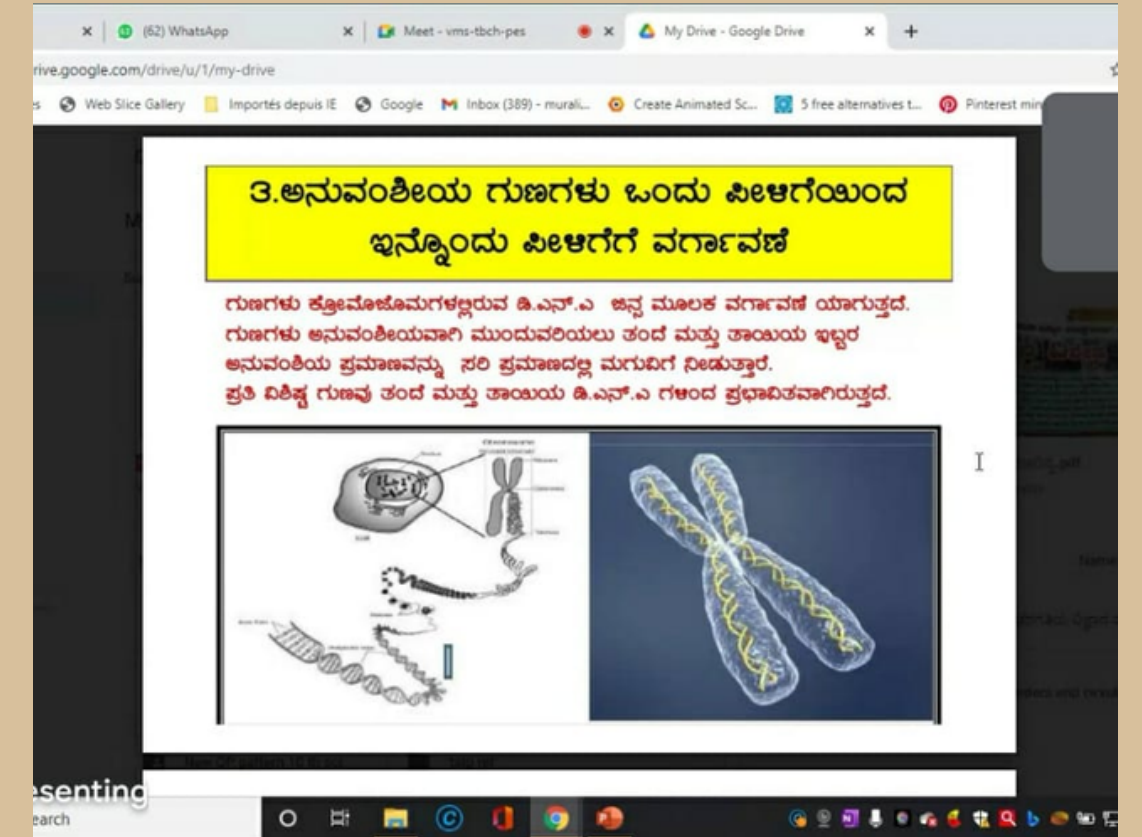 (62) WhatsApp
Meet - vms-tbch-pes
My Drive - Google Drive
rive.google.com/drive/u/1/my-drive
es Web Slice Gallery Importés depuis IE Google Inbox (389) - murali... Create Animated Sc... 5 free alternatives t... Pinterest min
೩.ಅನುವಂಶೀಯ ಗುಣಗಳು ಒಂದು ಪೀಳಿಗೆಯಿಂದ
ಇನ್ನೊಂದು ಪೀಳಿಗೆಗೆ ವರ್ಗಾವಣೆ
ಗುಣಗಳು ಕ್ರೋಮೊಜೊಮಗಳಲ್ಲಿರುವ ಡಿ.ಎನ್.ಎ ಜಿನ್ಸ ಮೂಲಕ ವರ್ಗಾವಣೆ ಯಾಗುತ್ತದೆ.
ಗುಣಗಳು ಅನುವಂಶೀಯವಾಗಿ ಮುಂದುವರಿಯಲು ತಂದೆ ಮತ್ತು ತಾಯಿಯ ಇಬ್ಬರ
ಅನುವಂಶಿಯ ಪ್ರಮಾಣವನ್ನು ಸರಿ ಪ್ರಮಾಣದಲ್ಲಿ ಮಗುವಿಗೆ ನೀಡುತ್ತಾರೆ.
ಪ್ರತಿ ವಿಶಿಷ್ಟ ಗುಣವು ತಂದೆ ಮತ್ತು ತಾಯಿಯ ಡಿ.ಎನ್.ಎ ಗಳಿಂದ ಪ್ರಭಾವಿತವಾಗಿರುತ್ತದೆ.
esenting
earch